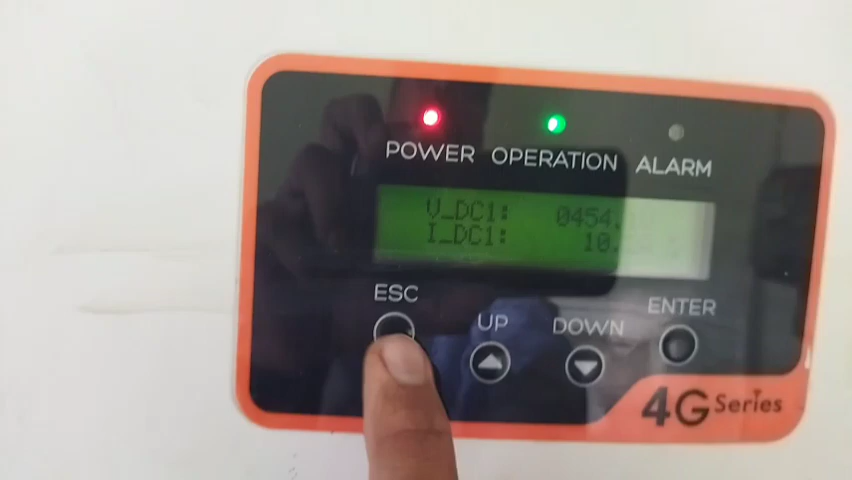 POWER OPERATION ALARM
V_DC1: 0454.
I_DC1: 10.
ESC UP DOWN ENTER
4G Series